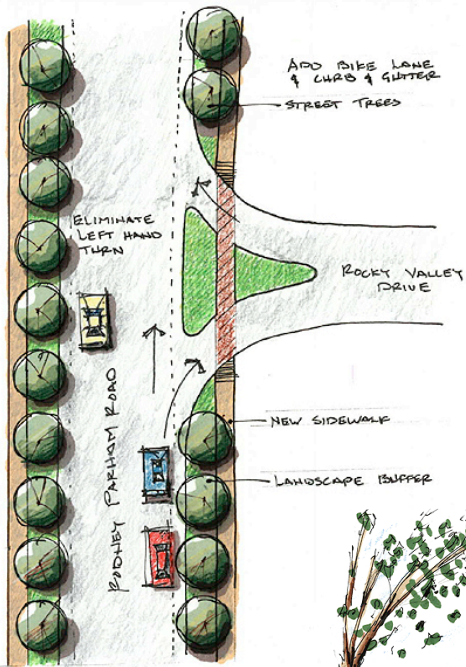 ADD BIKE LANE
& CURB & GUTTER
STREET TREES
ELIMINATE
LEFT HAND
TURN
ROCKY VALLEY
DRIVE
RODNEY PARHAM ROAD
NEW SIDEWALK
LANDSCAPE BUFFER